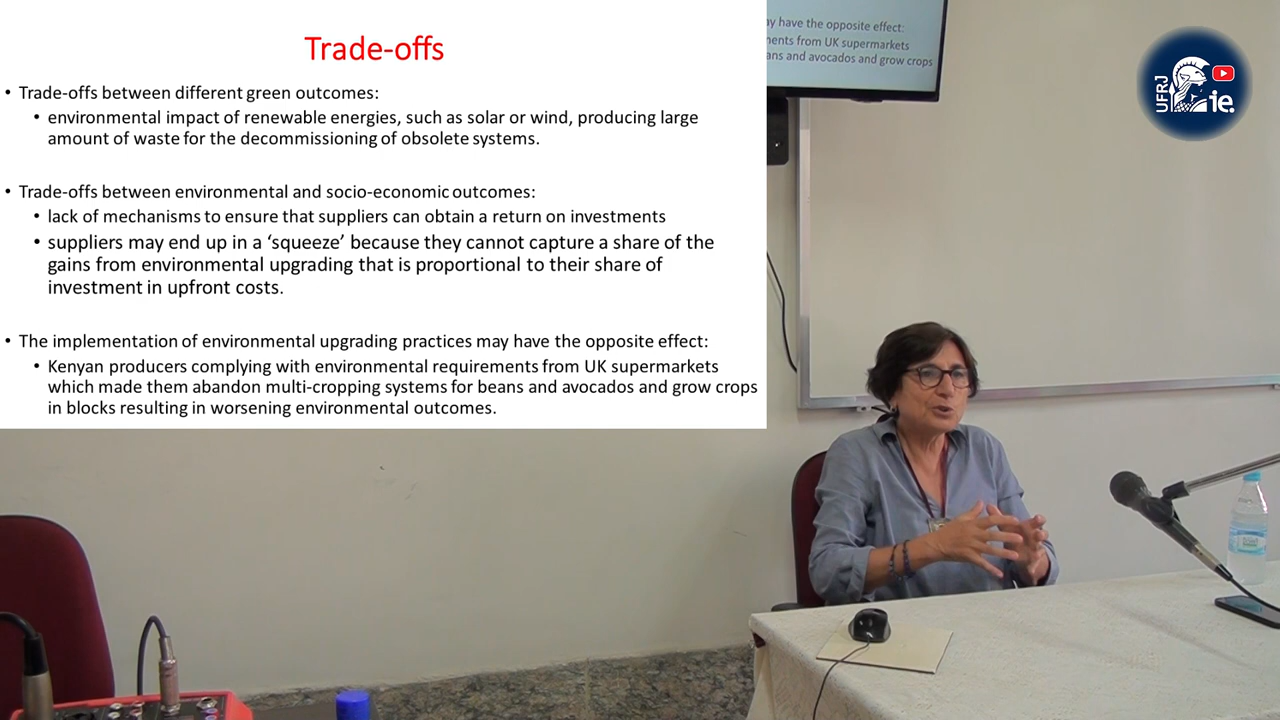 Trade-offs
• Trade-offs between different green outcomes:
• environmental impact of renewable energies, such as solar or wind, producing large
amount of waste for the decommissioning of obsolete systems.
• Trade-offs between environmental and socio-economic outcomes:
• lack of mechanisms to ensure that suppliers can obtain a return on investments
• suppliers may end up in a ‘squeeze’ because they cannot capture a share of the
gains from environmental upgrading that is proportional to their share of
investment in upfront costs.
• The implementation of environmental upgrading practices may have the opposite effect:
• Kenyan producers complying with environmental requirements from UK supermarkets
which made them abandon multi-cropping systems for beans and avocados and grow crops
in blocks resulting in worsening environmental outcomes.
may have the opposite effect:
from UK supermarkets
and avocados and grow crops
UFRJ
ie.